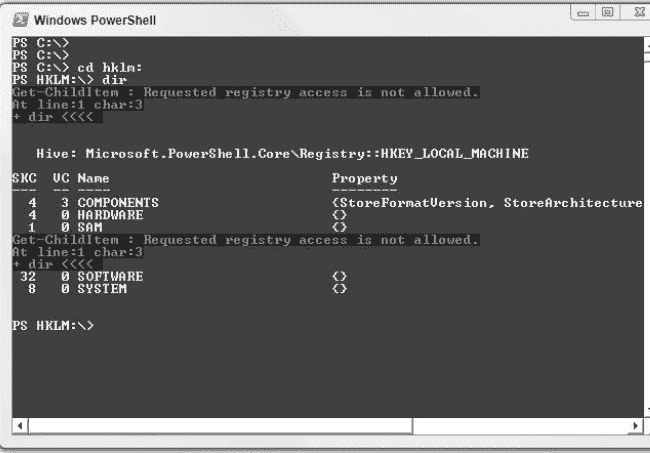 Windows PowerShell
PS C:\>
PS C:\>
PS C:\> cd hklm:
PS HKLM:\> dir
Get-ChildItem : Requested registry access is not allowed.
At line:1 char:3
+ dir <<<<
Hive: Microsoft.PowerShell.Core\Registry::HKEY_LOCAL_MACHINE
SKC VC Name Property
--- -- ---- --------
4 3 COMPONENTS {StoreFormatVersion, StoreArchitecture
4 0 HARDWARE {}
1 0 SAM {}
Get-ChildItem : Requested registry access is not allowed.
At line:1 char:3
+ dir <<<<
32 0 SOFTWARE {}
8 0 SYSTEM {}
PS HKLM:\>